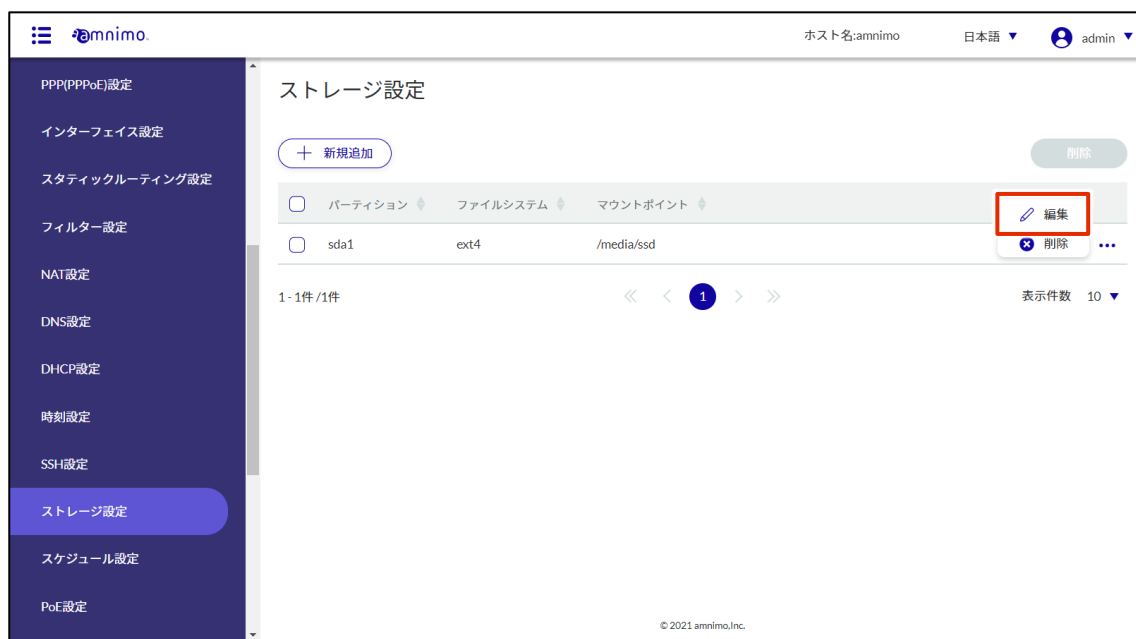 amnimo.
ホスト名:amnimo
日本語 ▼
admin ▼
PPP(PPPoE)設定
インターフェイス設定
スタティックルーティング設定
フィルター設定
NAT設定
DNS設定
DHCP設定
時刻設定
SSH設定
ストレージ設定
スケジュール設定
PoE設定
ストレージ設定
新規追加
削除
パーティション ファイルシステム マウントポイント
編集
sda1 ext4 /media/ssd
削除
1 - 1件 /1件
1
表示件数 10 ▼
© 2021 amnimo,Inc.